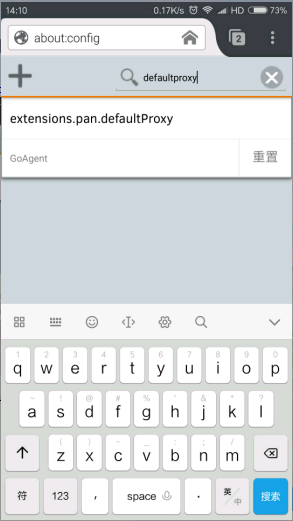 14:10 0.17K/s HD 73%
about:config 2
defaultproxy
extensions.pan.defaultProxy
GoAgent 重置
1 2 3 4 5 6 7 8 9 0
q w e r t y u i o p
a s d f g h j k l
z x c v b n m
符 123 , space . 英/中 搜索